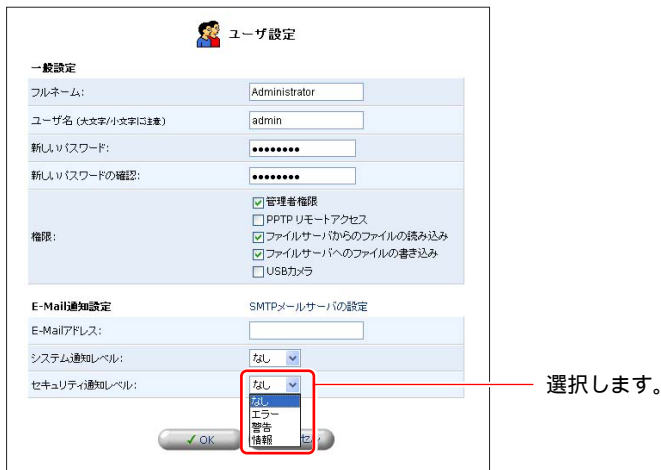 ユーザ設定
一般設定
フルネーム: Administrator
ユーザ名 (大文字/小文字に注意) admin
新しいパスワード: ●●●●●●●●
新しいパスワードの確認: ●●●●●●●●
権限:
管理者権限
PPTP リモートアクセス
ファイルサーバからのファイルの読み込み
ファイルサーバへのファイルの書き込み
USBカメラ
E-Mail通知設定 SMTPメールサーバの設定
E-Mailアドレス:
システム通知レベル: なし
セキュリティ通知レベル: なし
なし
エラー
警告
情報
選択します。
OK